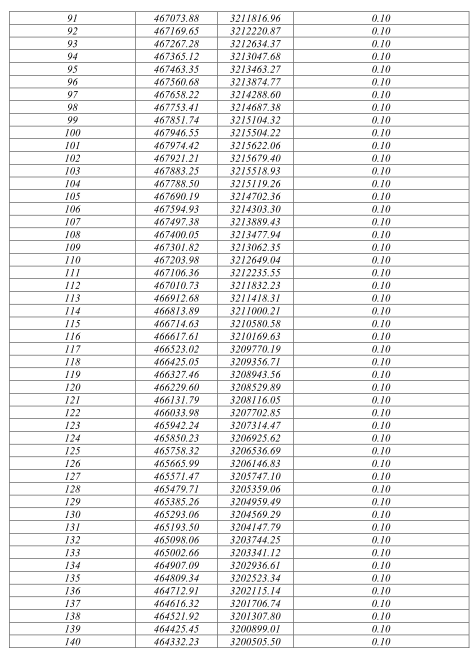 91 467073.88 3211816.96 0.10
92 467169.65 3212220.87 0.10
93 467267.28 3212634.37 0.10
94 467365.12 3213047.68 0.10
95 467463.35 3213463.27 0.10
96 467560.68 3213874.77 0.10
97 467658.22 3214288.60 0.10
98 467753.41 3214687.38 0.10
99 467851.74 3215104.32 0.10
100 467946.55 3215504.22 0.10
101 467974.42 3215622.06 0.10
102 467921.21 3215679.40 0.10
103 467883.25 3215518.93 0.10
104 467788.50 3215119.26 0.10
105 467690.19 3214702.36 0.10
106 467594.93 3214303.30 0.10
107 467497.38 3213889.43 0.10
108 467400.05 3213477.94 0.10
109 467301.82 3213062.35 0.10
110 467203.98 3212649.04 0.10
111 467106.36 3212235.55 0.10
112 467010.73 3211832.23 0.10
113 466912.68 3211418.31 0.10
114 466813.89 3211000.21 0.10
115 466714.63 3210580.58 0.10
116 466617.61 3210169.63 0.10
117 466523.02 3209770.19 0.10
118 466425.05 3209356.71 0.10
119 466327.46 3208943.56 0.10
120 466229.60 3208529.89 0.10
121 466131.79 3208116.05 0.10
122 466033.98 3207702.85 0.10
123 465942.24 3207314.47 0.10
124 465850.23 3206925.62 0.10
125 465758.32 3206536.69 0.10
126 465665.99 3206146.83 0.10
127 465571.47 3205747.10 0.10
128 465479.71 3205359.06 0.10
129 465385.26 3204959.49 0.10
130 465293.06 3204569.29 0.10
131 465193.50 3204147.79 0.10
132 465098.06 3203744.25 0.10
133 465002.66 3203341.12 0.10
134 464907.09 3202936.61 0.10
135 464809.34 3202523.34 0.10
136 464712.91 3202115.14 0.10
137 464616.32 3201706.74 0.10
138 464521.92 3201307.80 0.10
139 464425.45 3200899.01 0.10
140 464332.23 3200505.50 0.10